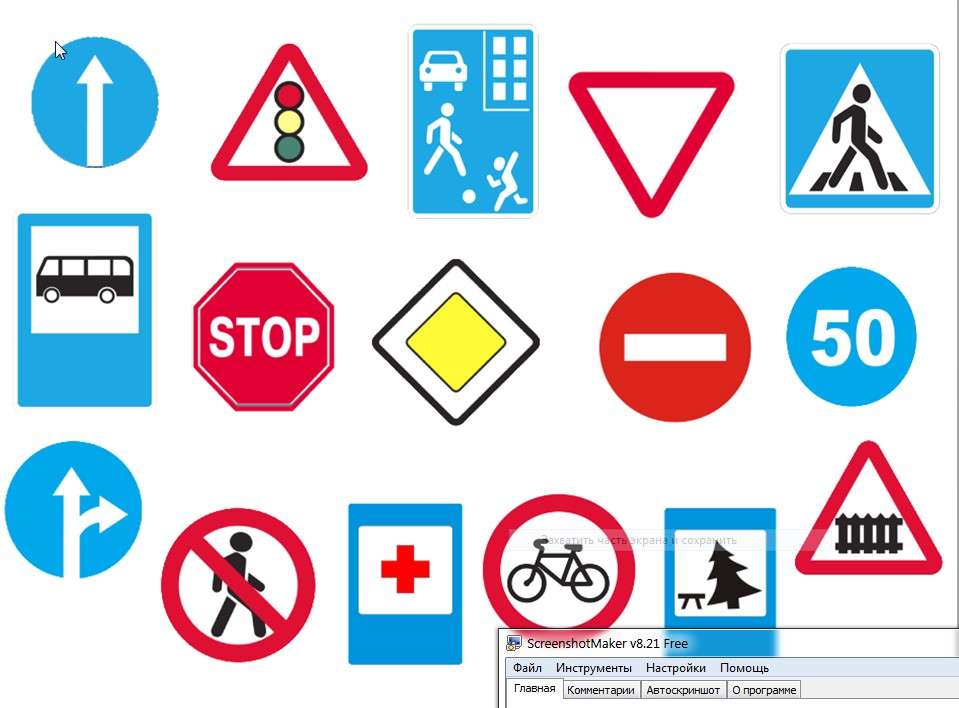 STOP
50
Захватить часть экрана и сохранить
ScreenshotMaker v8.21 Free
Файл Инструменты Настройки Помощь
Главная Комментарии Автоскриншот О программе